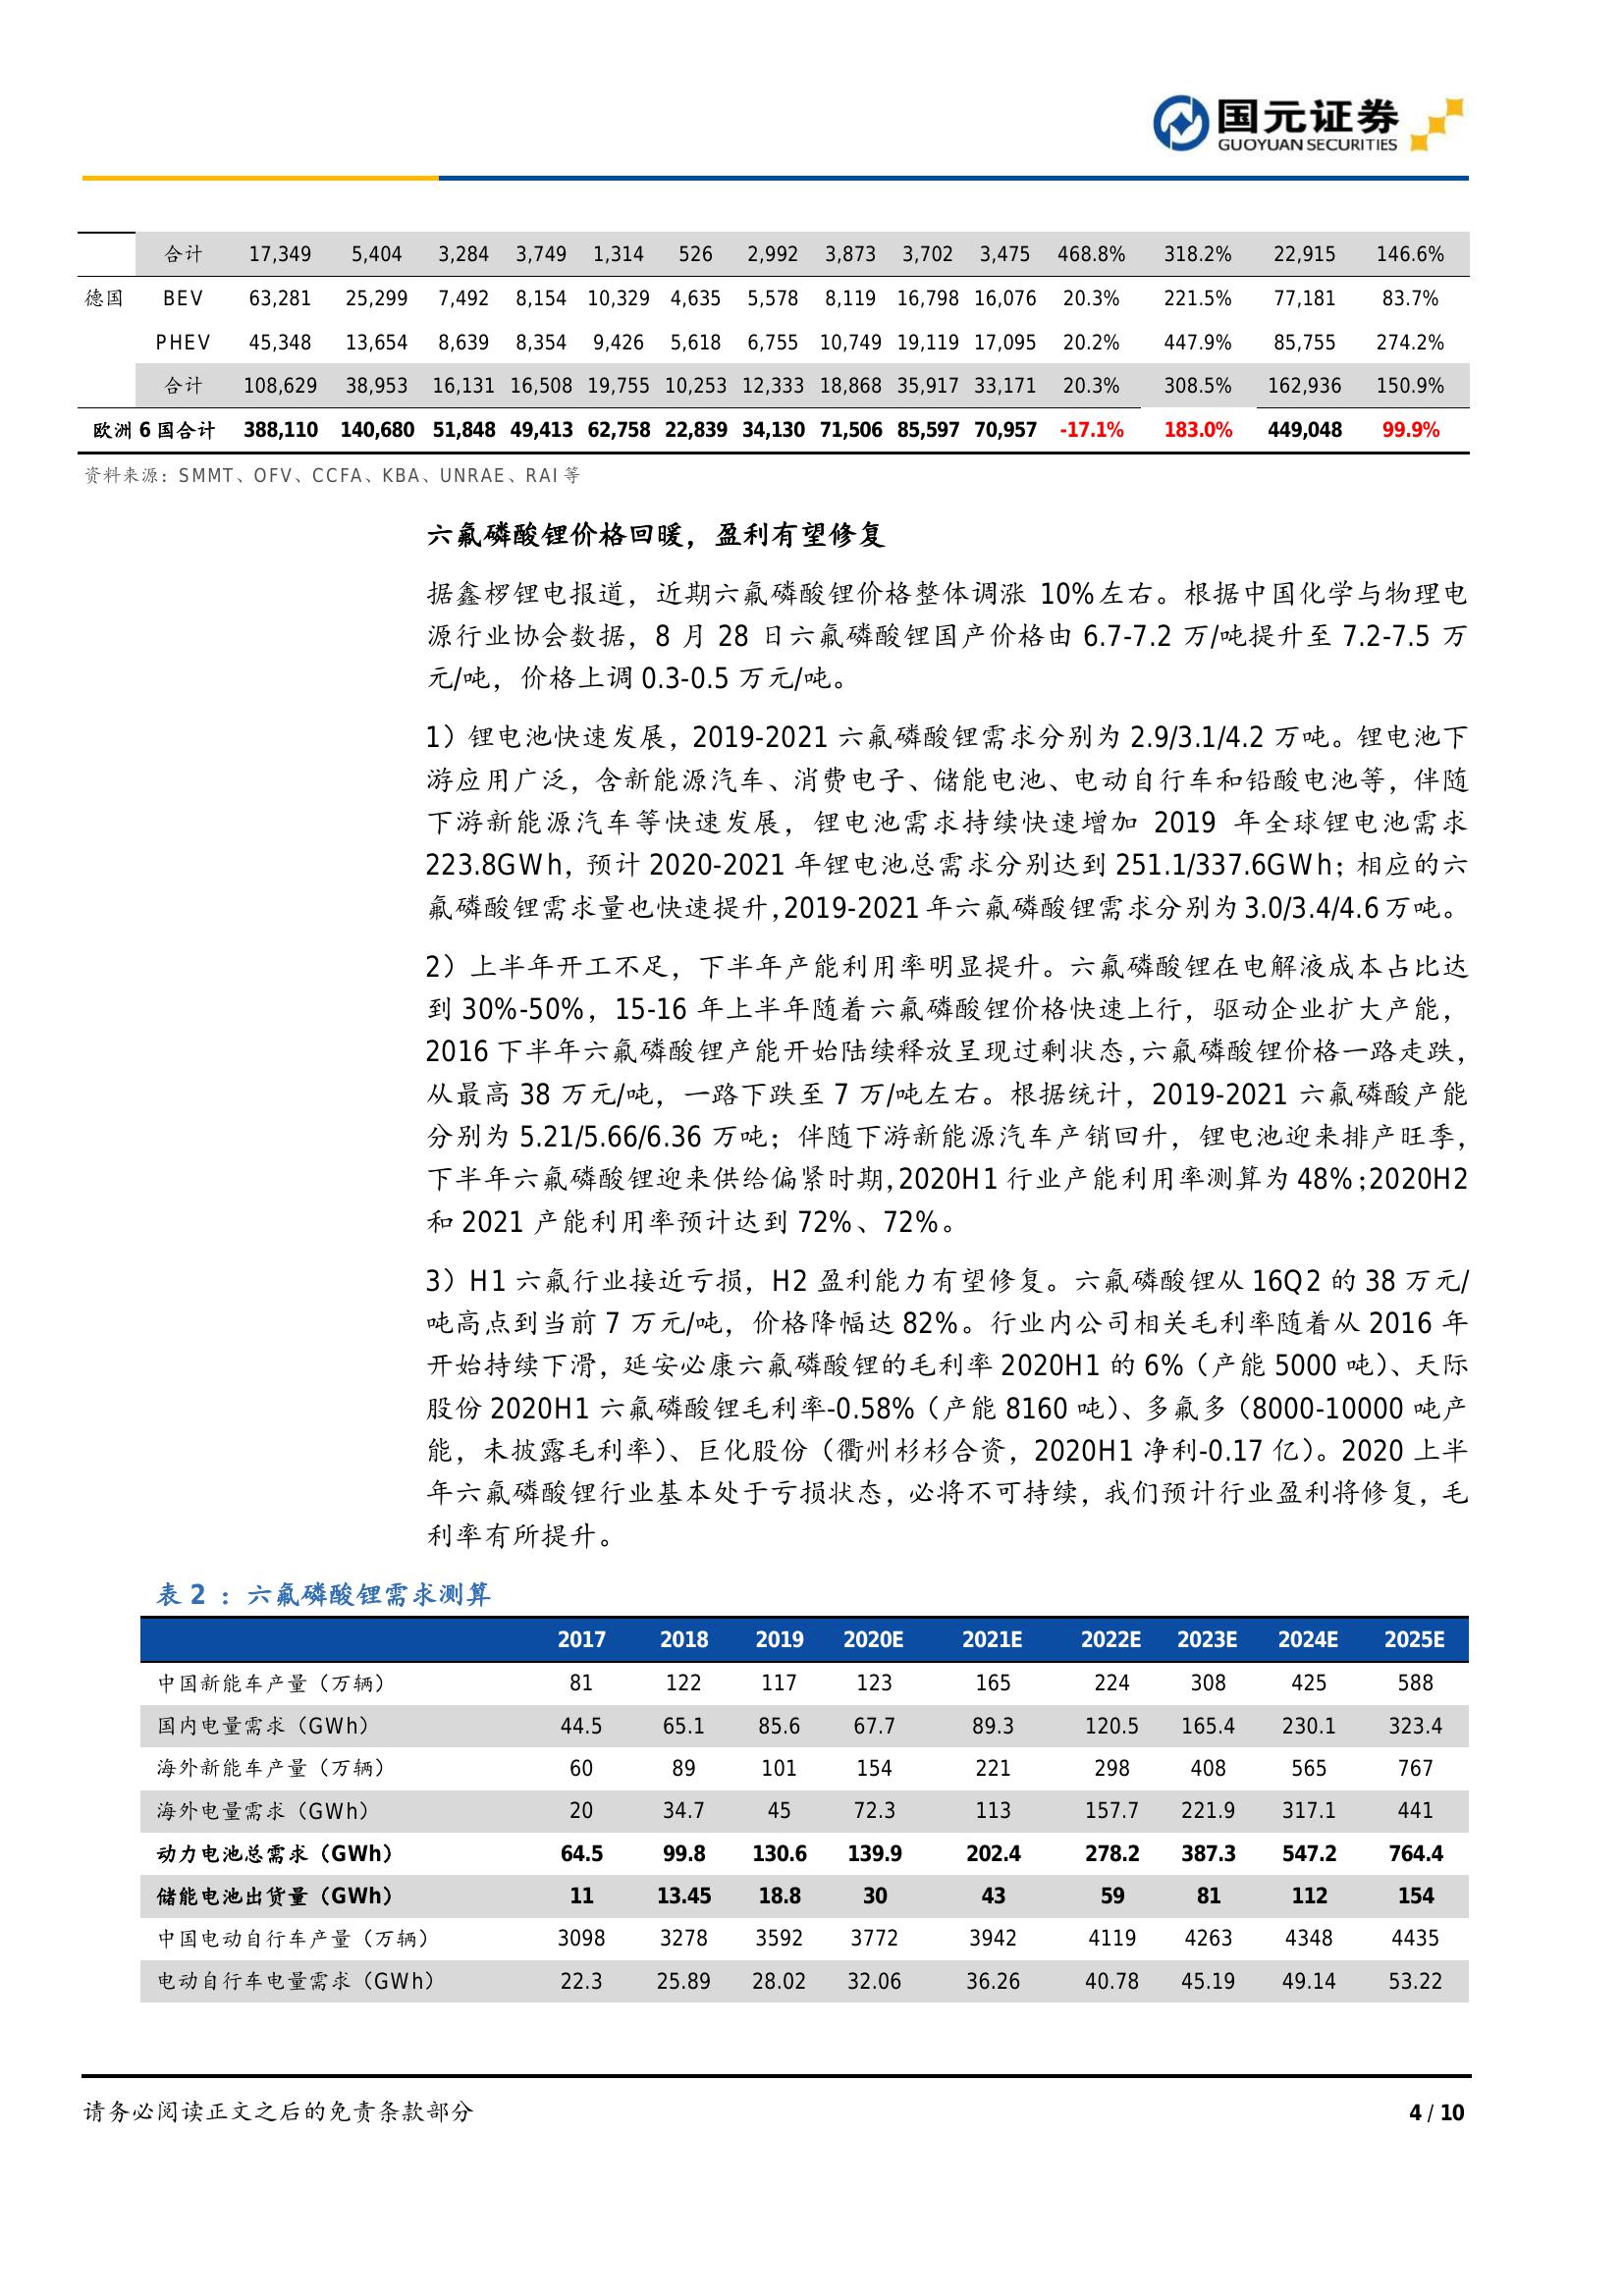 国元证券
GUOYUAN SECURITIES
合计 17,349 5,404 3,284 3,749 1,314 526 2,992 3,873 3,702 3,475 468.8% 318.2% 22,915 146.6%
德国 BEV 63,281 25,299 7,492 8,154 10,329 4,635 5,578 8,119 16,798 16,076 20.3% 221.5% 77,181 83.7%
PHEV 45,348 13,654 8,639 8,354 9,426 5,618 6,755 10,749 19,119 17,095 20.2% 447.9% 85,755 274.2%
合计 108,629 38,953 16,131 16,508 19,755 10,253 12,333 18,868 35,917 33,171 20.3% 308.5% 162,936 150.9%
欧洲 6 国合计 388,110 140,680 51,848 49,413 62,758 22,839 34,130 71,506 85,597 70,957 -17.1% 183.0% 449,048 99.9%
资料来源：SMMT、OFV、CCFA、KBA、UNRAE、RAI 等
六氟磷酸锂价格回暖，盈利有望修复
据鑫椤锂电报道，近期六氟磷酸锂价格整体调涨 10%左右。根据中国化学与物理电
源行业协会数据，8 月 28 日六氟磷酸锂国产价格由 6.7-7.2 万/吨提升至 7.2-7.5 万
元/吨，价格上调 0.3-0.5 万元/吨。
1）锂电池快速发展，2019-2021 六氟磷酸锂需求分别为 2.9/3.1/4.2 万吨。锂电池下
游应用广泛，含新能源汽车、消费电子、储能电池、电动自行车和铅酸电池等，伴随
下游新能源汽车等快速发展，锂电池需求持续快速增加 2019 年全球锂电池需求
223.8GWh，预计 2020-2021 年锂电池总需求分别达到 251.1/337.6GWh；相应的六
氟磷酸锂需求量也快速提升，2019-2021 年六氟磷酸锂需求分别为 3.0/3.4/4.6 万吨。
2）上半年开工不足，下半年产能利用率明显提升。六氟磷酸锂在电解液成本占比达
到 30%-50%，15-16 年上半年随着六氟磷酸锂价格快速上行，驱动企业扩大产能，
2016 下半年六氟磷酸锂产能开始陆续释放呈现过剩状态，六氟磷酸锂价格一路走跌，
从最高 38 万元/吨，一路下跌至 7 万/吨左右。根据统计，2019-2021 六氟磷酸产能
分别为 5.21/5.66/6.36 万吨；伴随下游新能源汽车产销回升，锂电池迎来排产旺季，
下半年六氟磷酸锂迎来供给偏紧时期，2020H1 行业产能利用率测算为 48%；2020H2
和 2021 产能利用率预计达到 72%、72%。
3）H1 六氟行业接近亏损，H2 盈利能力有望修复。六氟磷酸锂从 16Q2 的 38 万元/
吨高点到当前 7 万元/吨，价格降幅达 82%。行业内公司相关毛利率随着从 2016 年
开始持续下滑，延安必康六氟磷酸锂的毛利率 2020H1 的 6%（产能 5000 吨）、天际
股份 2020H1 六氟磷酸锂毛利率-0.58%（产能 8160 吨）、多氟多（8000-10000 吨产
能，未披露毛利率）、巨化股份（衢州杉杉合资，2020H1 净利-0.17 亿）。2020 上半
年六氟磷酸锂行业基本处于亏损状态，必将不可持续，我们预计行业盈利将修复，毛
利率有所提升。
表 2 ：六氟磷酸锂需求测算
2017 2018 2019 2020E 2021E 2022E 2023E 2024E 2025E
中国新能车产量（万辆） 81 122 117 123 165 224 308 425 588
国内电量需求（GWh） 44.5 65.1 85.6 67.7 89.3 120.5 165.4 230.1 323.4
海外新能车产量（万辆） 60 89 101 154 221 298 408 565 767
海外电量需求（GWh） 20 34.7 45 72.3 113 157.7 221.9 317.1 441
动力电池总需求（GWh） 64.5 99.8 130.6 139.9 202.4 278.2 387.3 547.2 764.4
储能电池出货量（GWh） 11 13.45 18.8 30 43 59 81 112 154
中国电动自行车产量（万辆） 3098 3278 3592 3772 3942 4119 4263 4348 4435
电动自行车电量需求（GWh） 22.3 25.89 28.02 32.06 36.26 40.78 45.19 49.14 53.22
请务必阅读正文之后的免责条款部分 4 / 10